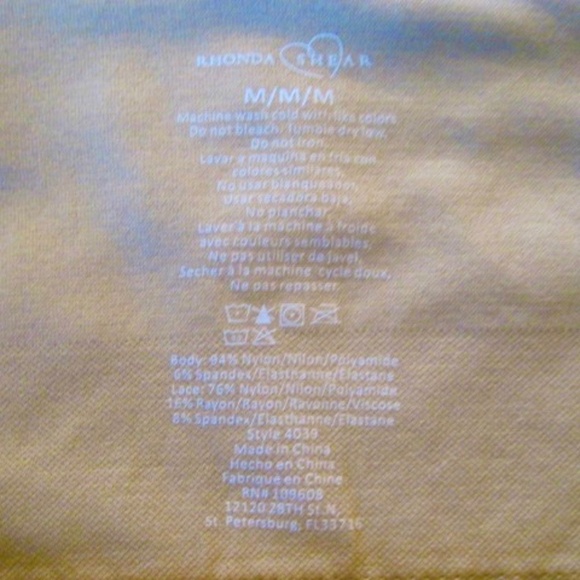 RHONDA SHEAR
M/M/M
Machine wash cold with like colors
Do not bleach. Tumble dry low.
Do not iron.
Lavar a maquina en fria con
colores similares.
No usar blanqueador.
Usar secadora baja.
No planchar
Laver à la machine à froide
avec couleurs semblables.
Ne pas utiliser de javel.
Secher à la machine cycle doux.
Ne pas repasser.
Body: 94% Nylon/Nilon/Polyamide
6% Spandex/Elasthanne/Elastane
Lace: 76% Nylon/Nilon/Polyamide
16% Rayon/Rayon/Rayonne/Viscose
8% Spandex/Elasthanne/Elastane
Style 4039
Made in China
Hecho en China
Fabriqué en Chine
RN# 109608
12120 28TH St.N.
St. Petersburg, FL33716